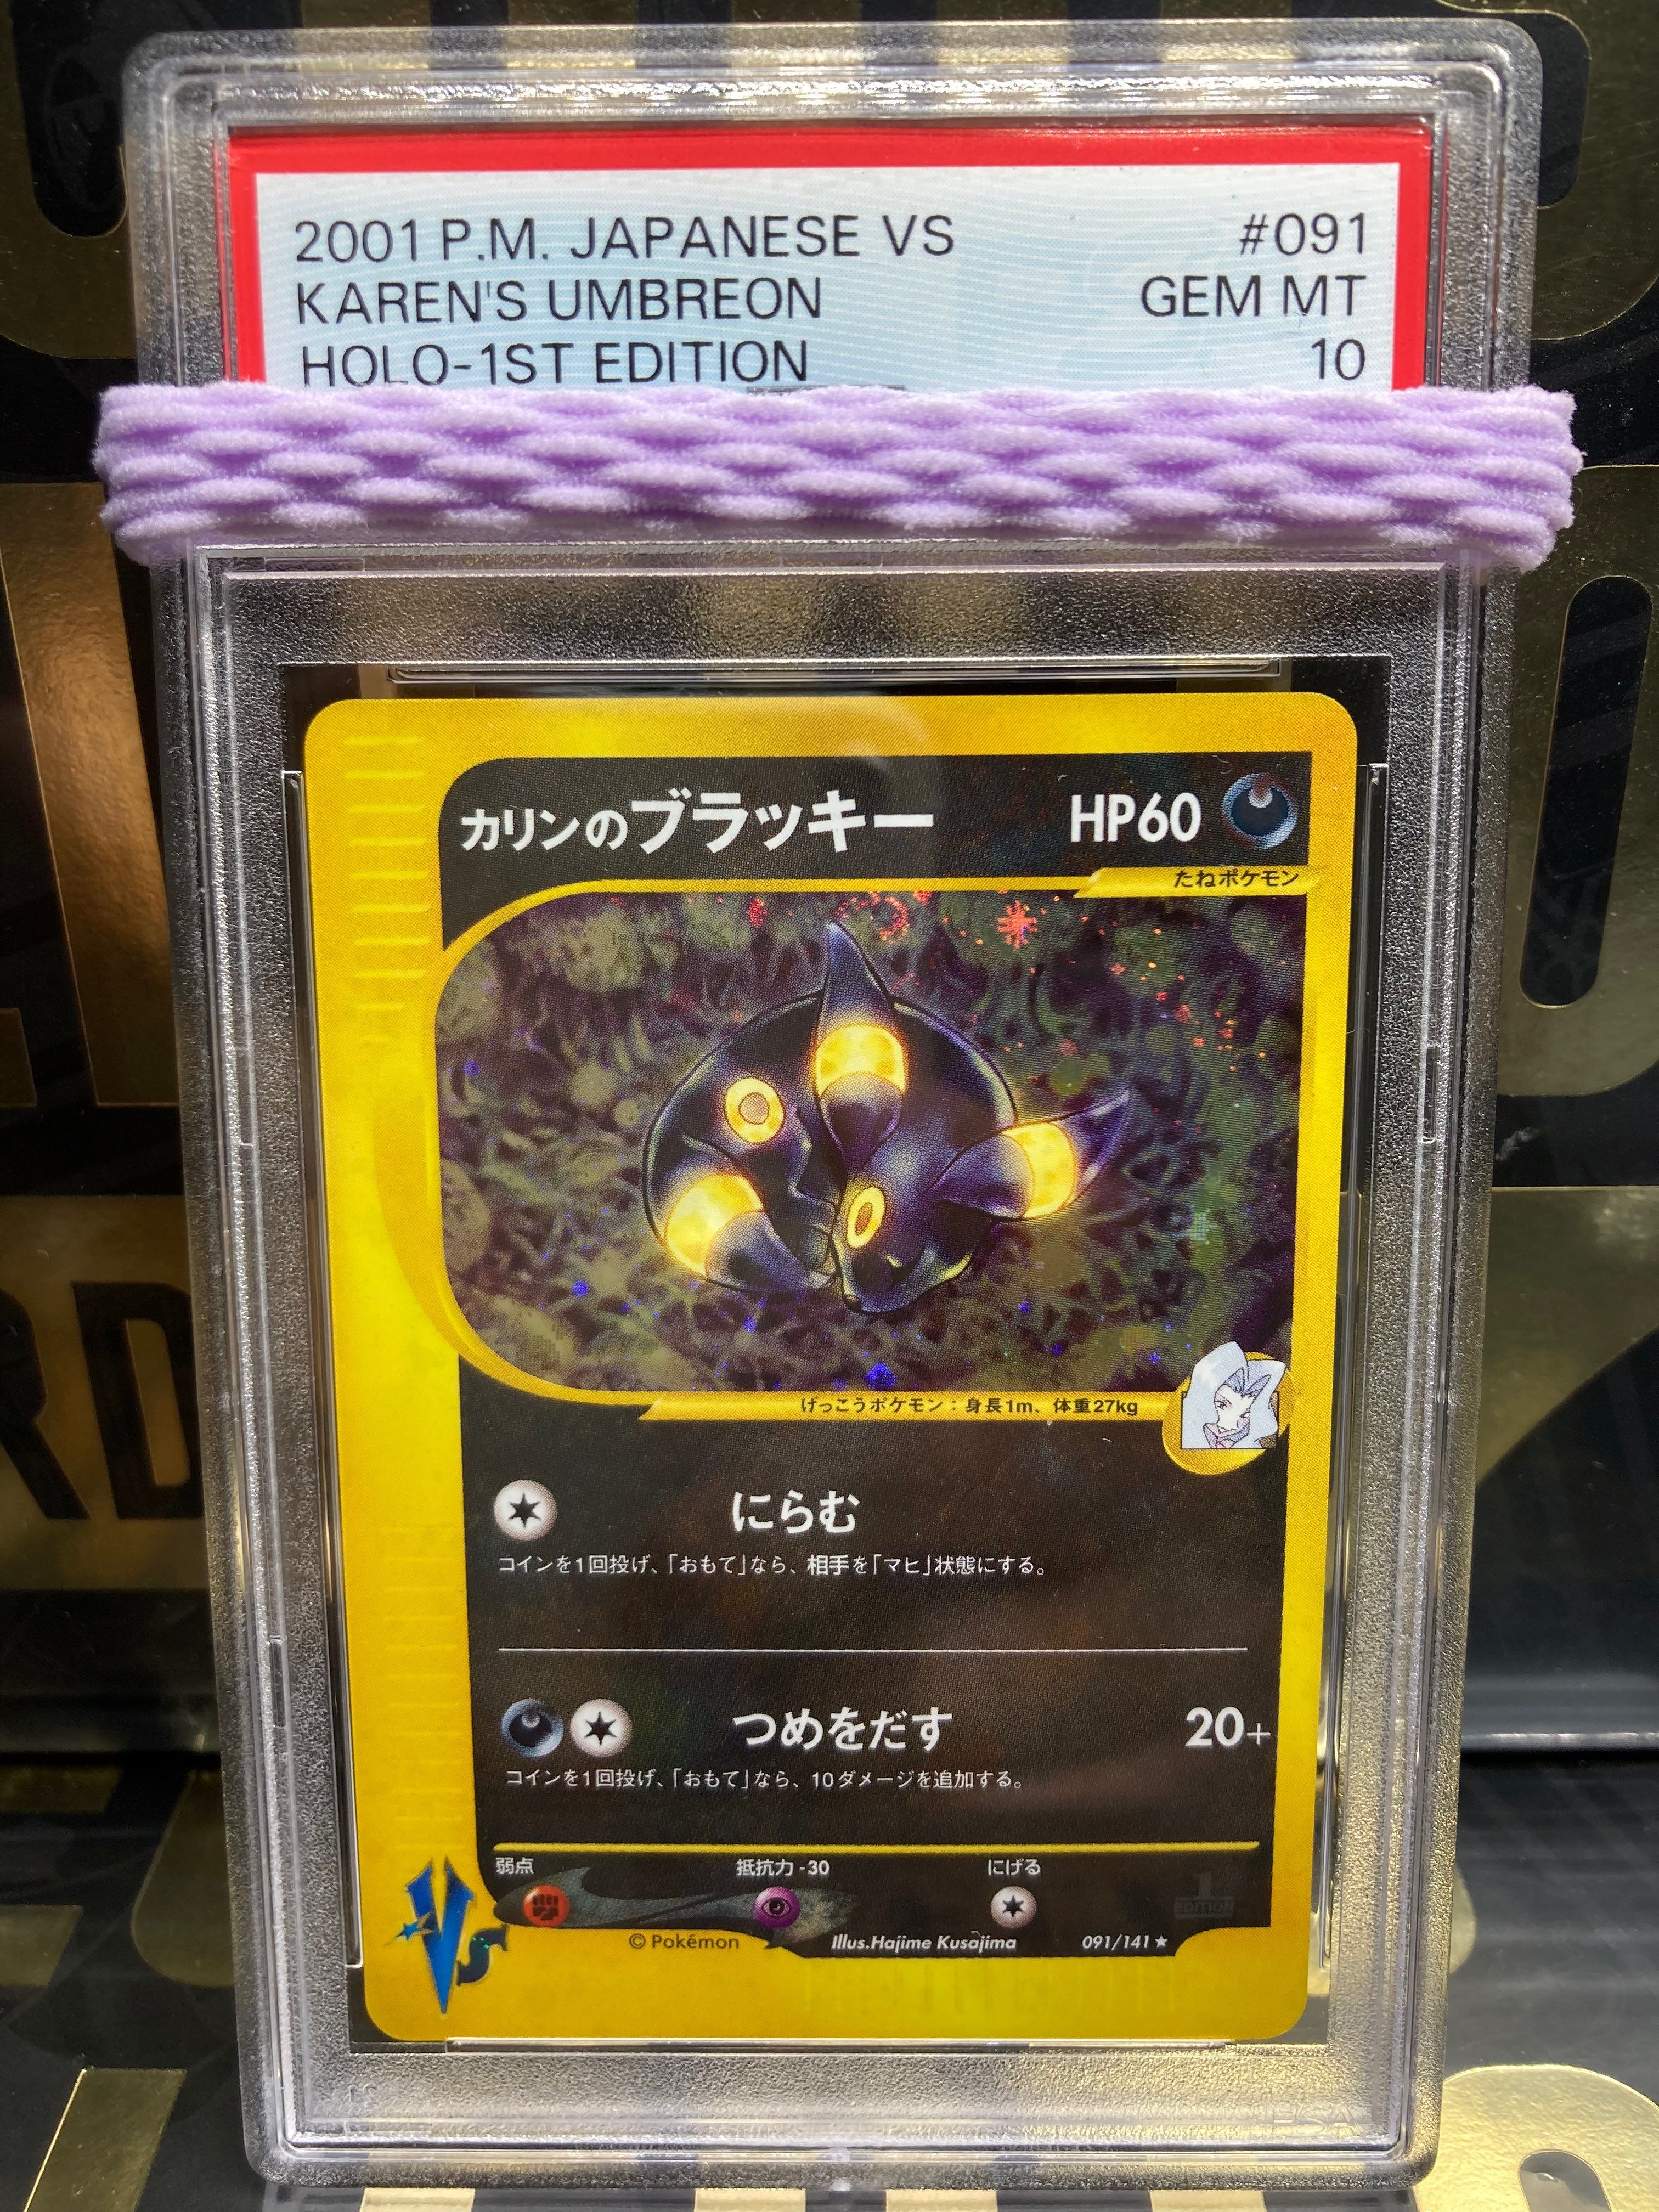 2001 P.M. JAPANESE VS #091
KAREN'S UMBREON GEM MT
HOLO-1ST EDITION 10
カリンのブラッキー HP60
たねポケモン
げっこうポケモン：身長1m、体重27kg
にらむ
コインを1回投げ、「おもて」なら、相手を「マヒ」状態にする。
つめをだす 20+
コインを1回投げ、「おもて」なら、10ダメージを追加する。
弱点 抵抗力-30 にげる
1 EDITION
© Pokémon Illus.Hajime Kusajima 091/141 ★
Vs
PSA